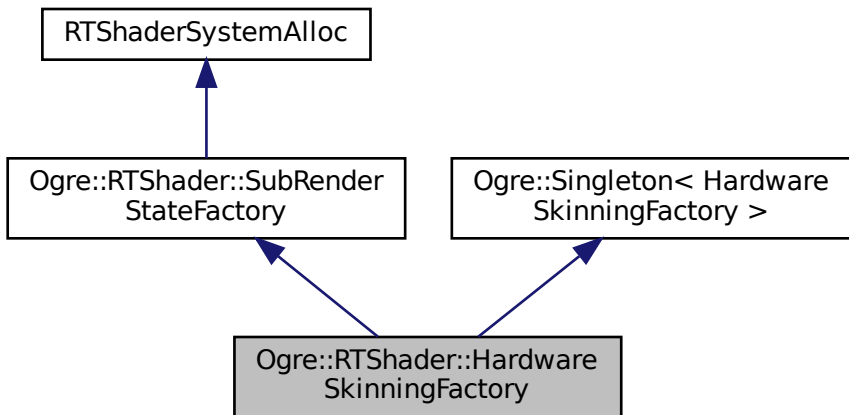 RTShaderSystemAlloc
Ogre::RTShader::SubRender
StateFactory
Ogre::Singleton< Hardware
SkinningFactory >
Ogre::RTShader::Hardware
SkinningFactory